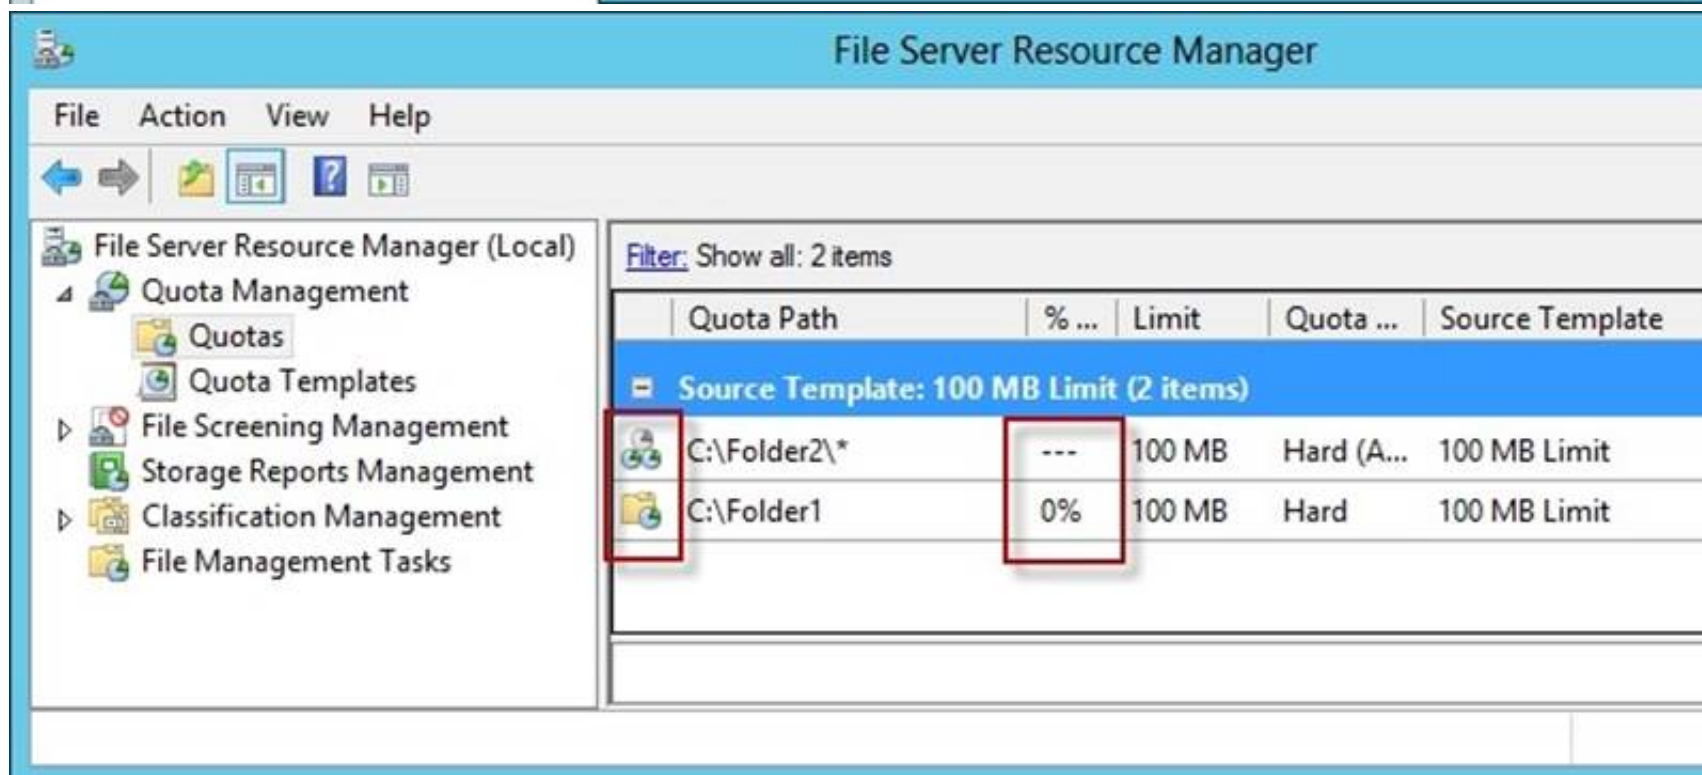 File Server Resource Manager
File Action View Help
File Server Resource Manager (Local)
Quota Management
Quotas
Quota Templates
File Screening Management
Storage Reports Management
Classification Management
File Management Tasks
Filter: Show all: 2 items
Quota Path % ... Limit Quota ... Source Template
Source Template: 100 MB Limit (2 items)
C:\Folder2\* --- 100 MB Hard (A... 100 MB Limit
C:\Folder1 0% 100 MB Hard 100 MB Limit